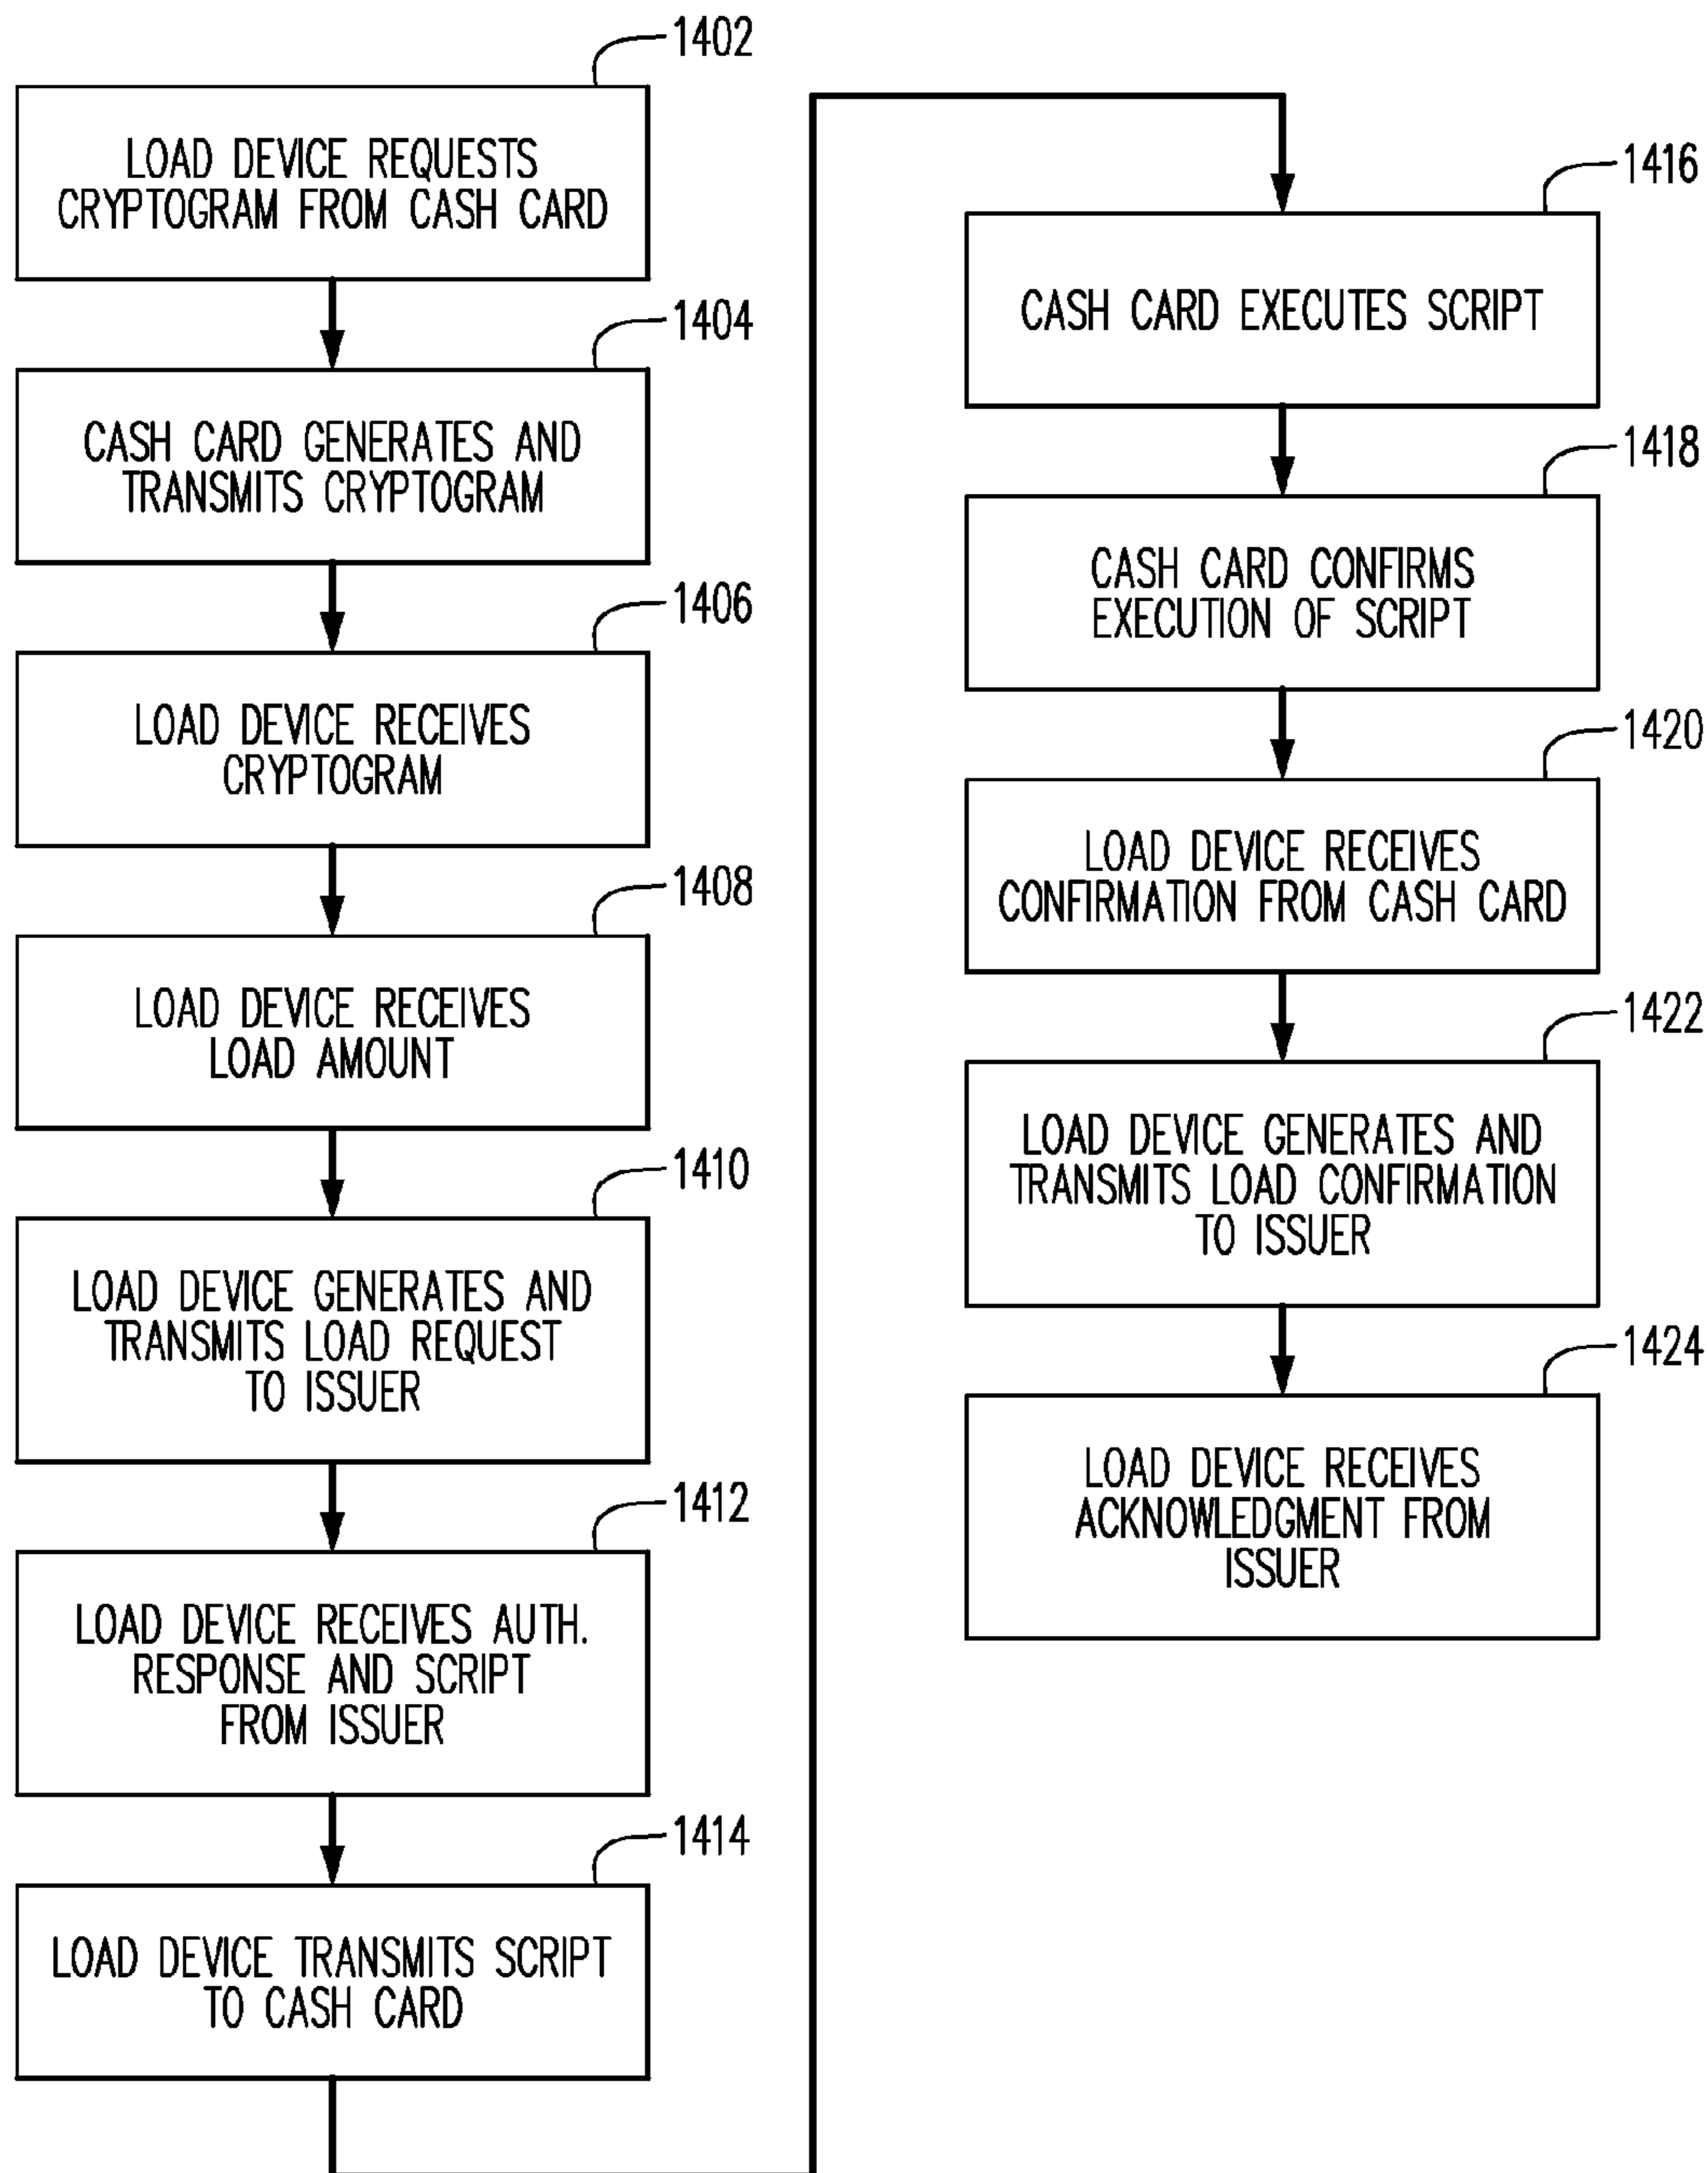 1402
LOAD DEVICE REQUESTS
CRYPTOGRAM FROM CASH CARD
1404
CASH CARD GENERATES AND
TRANSMITS CRYPTOGRAM
1406
LOAD DEVICE RECEIVES
CRYPTOGRAM
1408
LOAD DEVICE RECEIVES
LOAD AMOUNT
1410
LOAD DEVICE GENERATES AND
TRANSMITS LOAD REQUEST
TO ISSUER
1412
LOAD DEVICE RECEIVES AUTH.
RESPONSE AND SCRIPT
FROM ISSUER
1414
LOAD DEVICE TRANSMITS SCRIPT
TO CASH CARD
1416
CASH CARD EXECUTES SCRIPT
1418
CASH CARD CONFIRMS
EXECUTION OF SCRIPT
1420
LOAD DEVICE RECEIVES
CONFIRMATION FROM CASH CARD
1422
LOAD DEVICE GENERATES AND
TRANSMITS LOAD CONFIRMATION
TO ISSUER
1424
LOAD DEVICE RECEIVES
ACKNOWLEDGMENT FROM
ISSUER